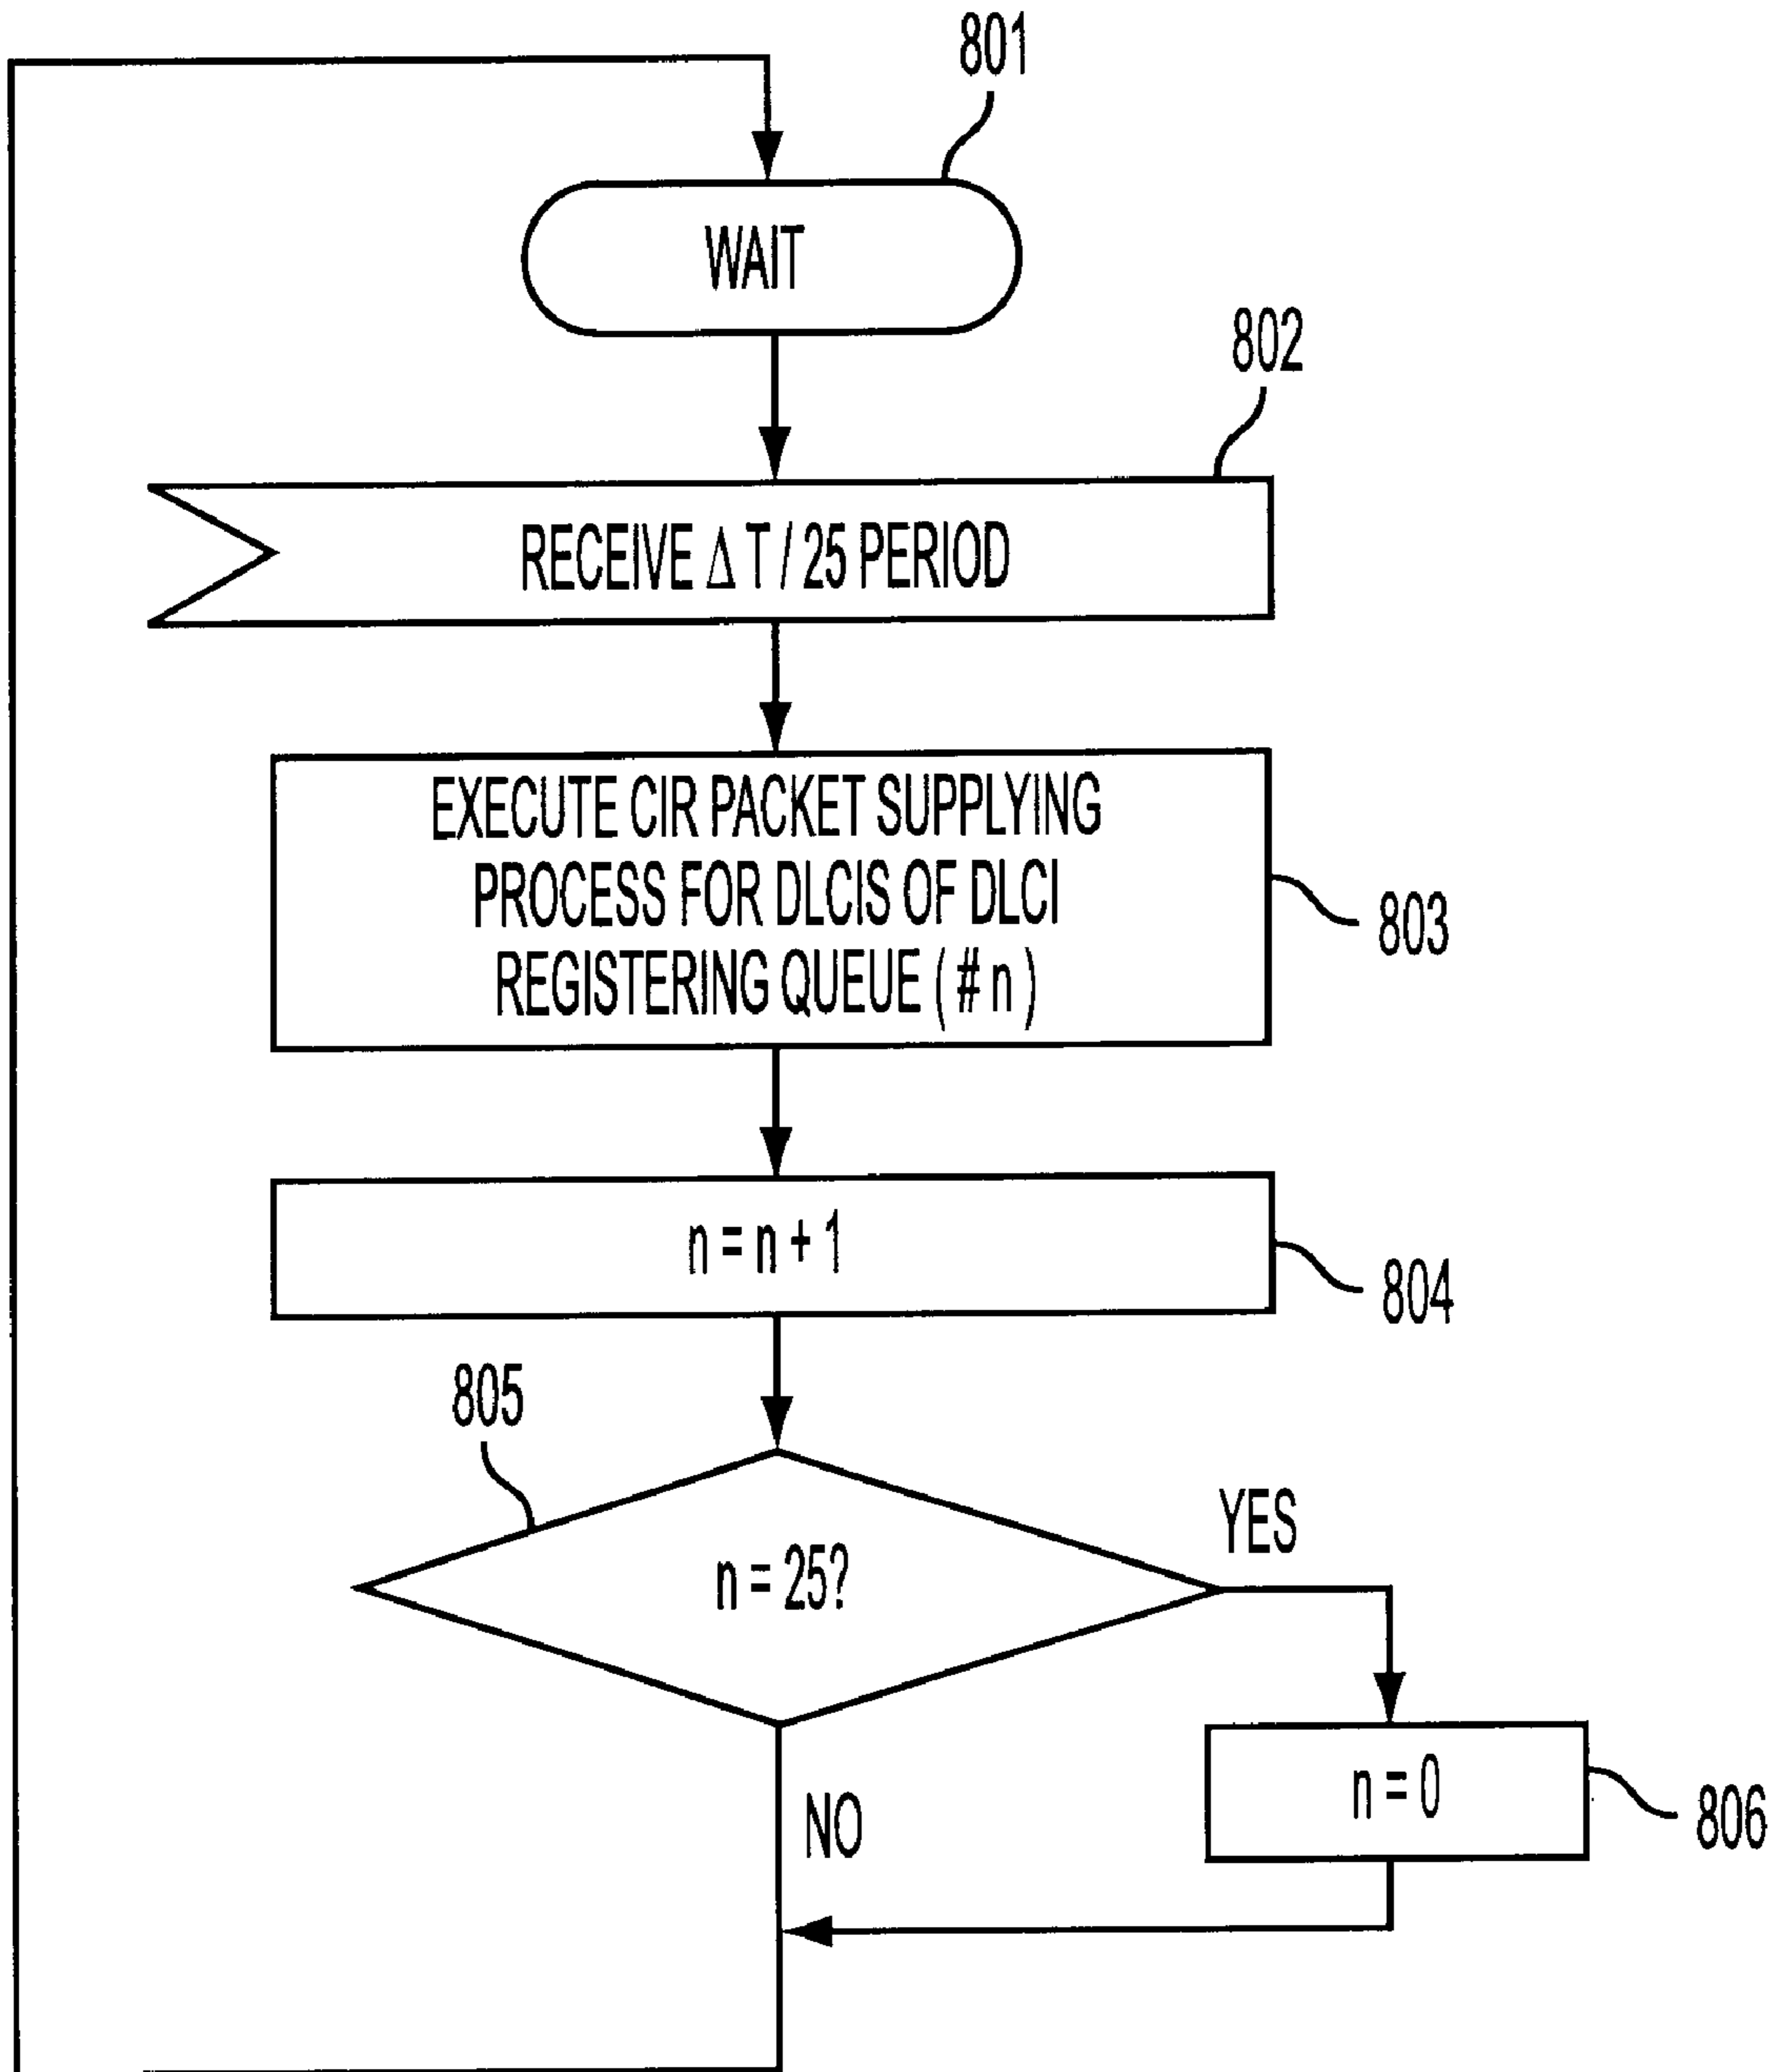 801
WAIT
802
RECEIVE Δ T / 25 PERIOD
EXECUTE CIR PACKET SUPPLYING
PROCESS FOR DLCIS OF DLCI
REGISTERING QUEUE ( # n )
803
n = n + 1
804
805
n = 25?
YES
NO
n = 0
806